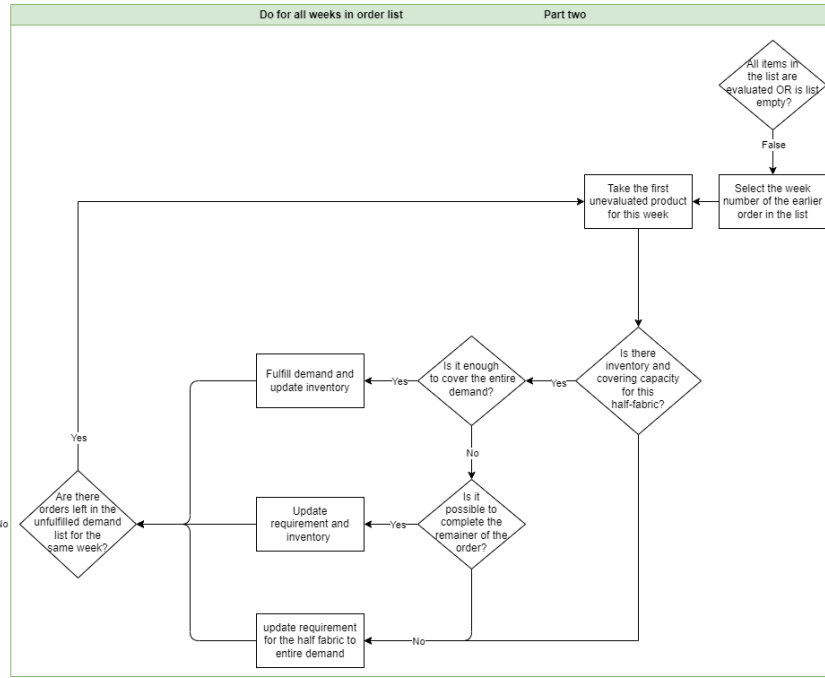 Do for all weeks in order list
Part two
All items in
the list are
evaluated OR is list
empty?
False
Take the first
unevaluated product
for this week
Select the week
number of the earlier
order in the list
Is there
inventory and
covering capacity
for this
half-fabric?
Yes
Is it enough
to cover the entire
demand?
Yes
Fulfill demand and
update inventory
No
Is it
possible to
complete the
remainer of the
order?
Yes
Update
requirement and
inventory
No
update requirement
for the half fabric to
entire demand
Are there
orders left in the
unfulfilled demand
list for the
same week?
Yes
No